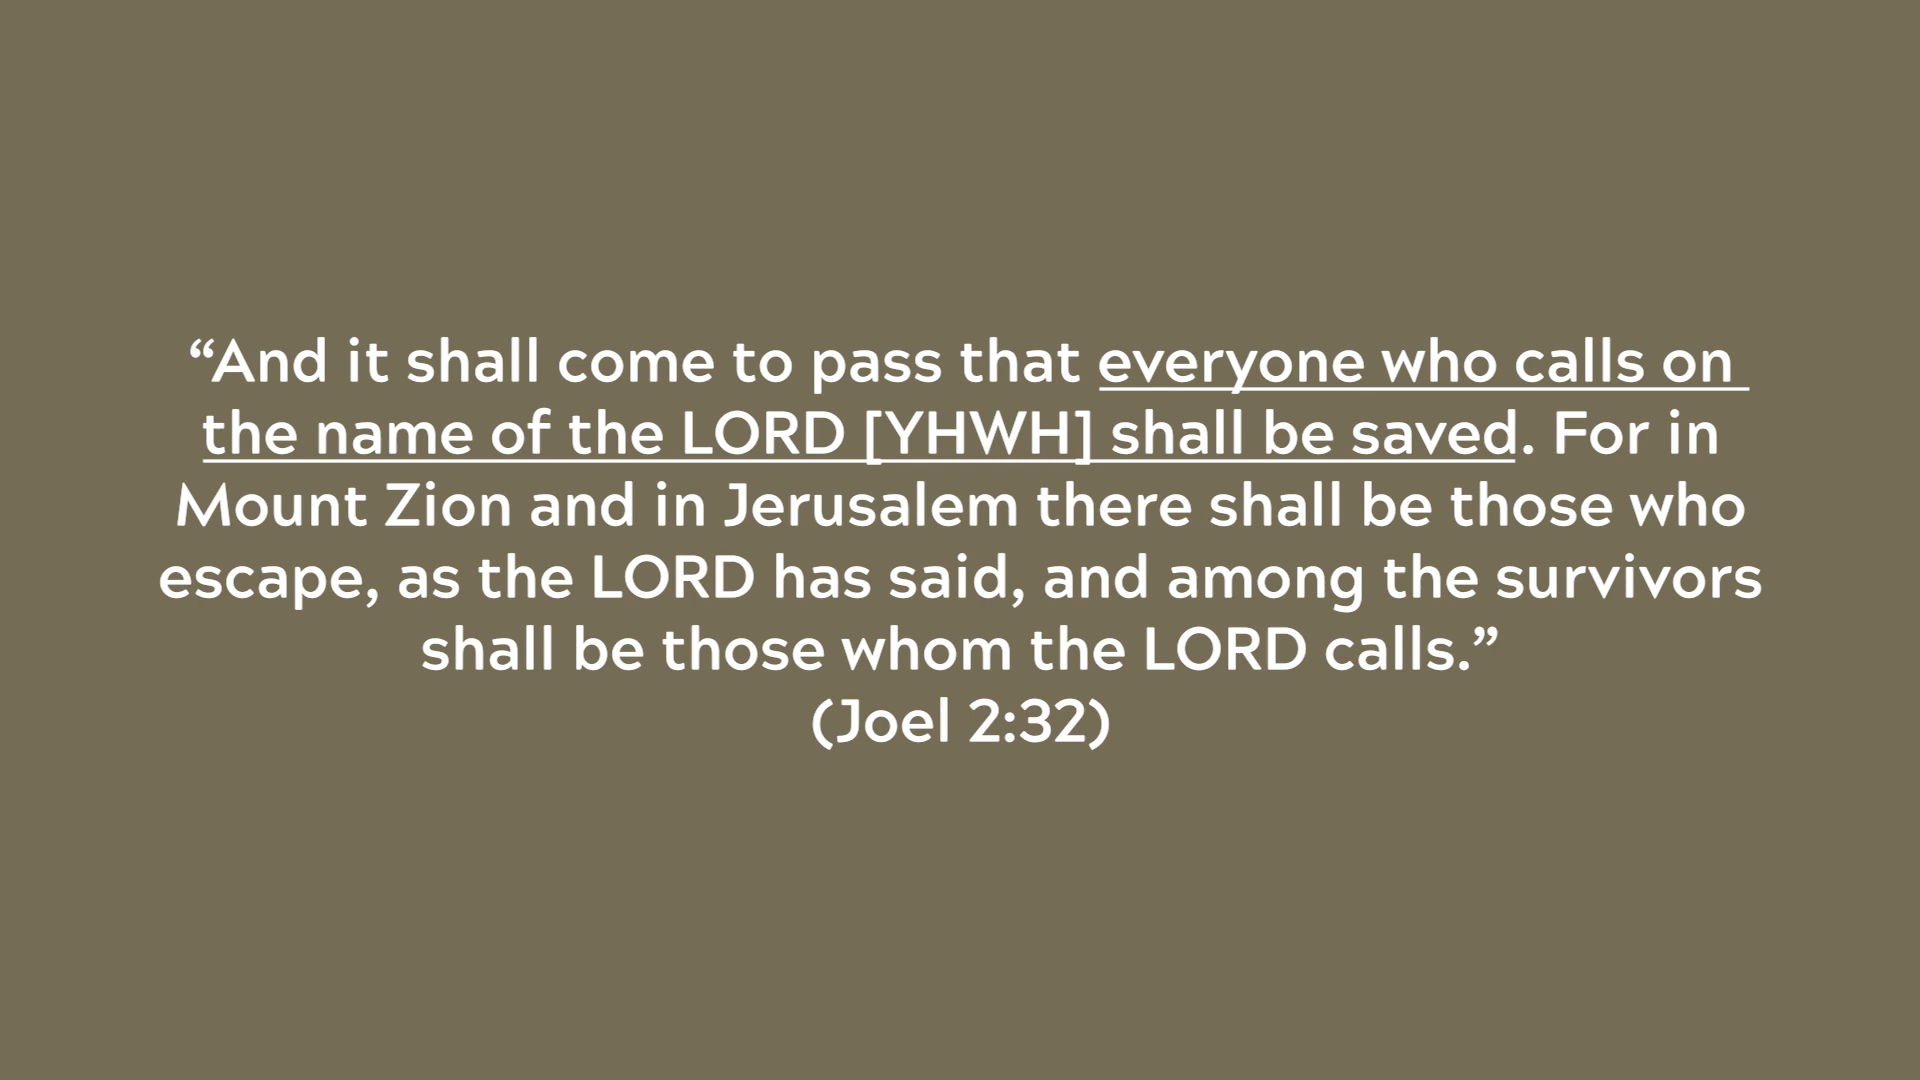 “And it shall come to pass that everyone who calls on
the name of the LORD [YHWH] shall be saved. For in
Mount Zion and in Jerusalem there shall be those who
escape, as the LORD has said, and among the survivors
shall be those whom the LORD calls.”
(Joel 2:32)